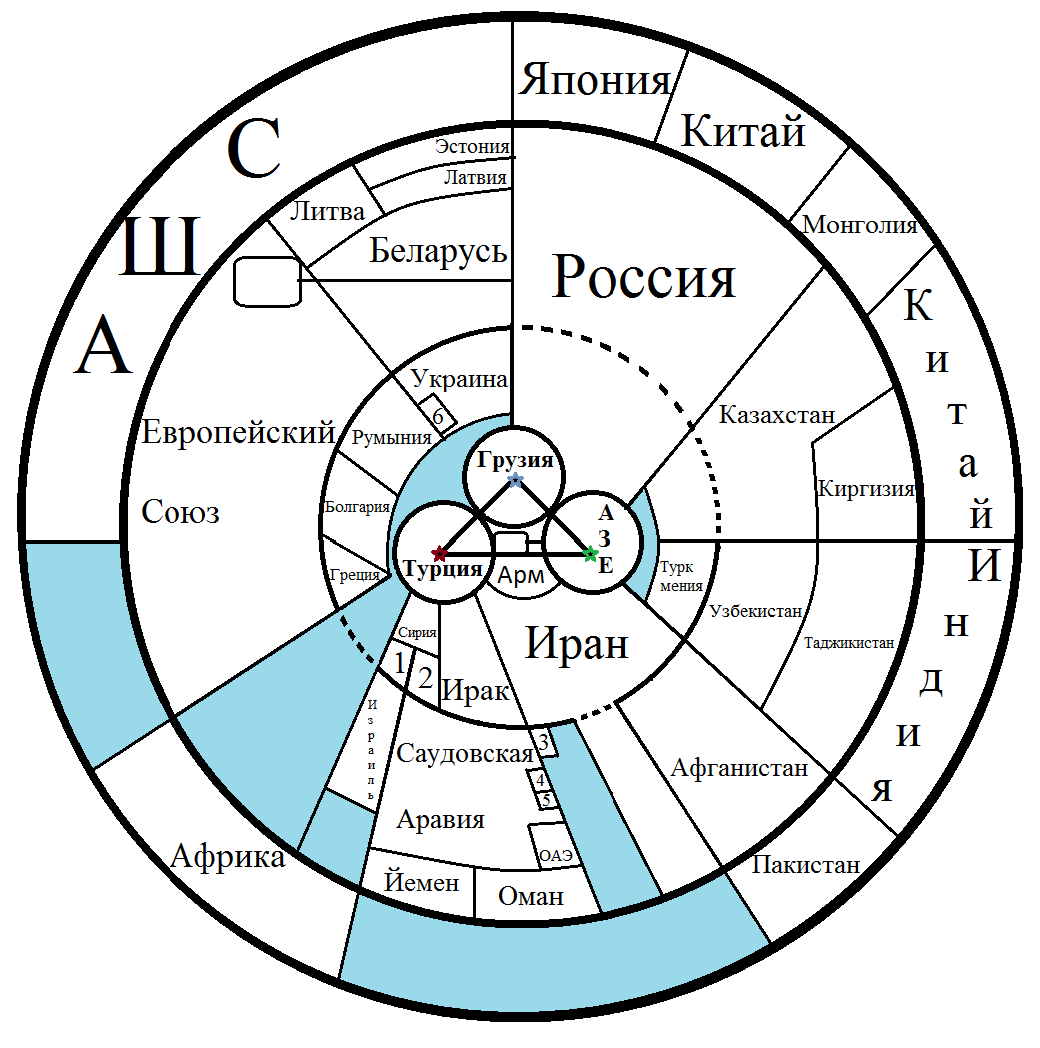 Япония
Китай
С
Ш
А
Эстония
Латвия
Литва
Беларусь
Монголия
Россия
К
и
т
а
й
Украина
6
Казахстан
Европейский
Союз
Румыния
Грузия
Киргизия
Болгария
А
З
Е
Турция
Арм
Греция
Турк
мения
И
н
д
и
я
Узбекистан
Таджикистан
Сирия
1
2
Ирак
Иран
Израиль
Саудовская
Аравия
3
4
5
ОАЭ
Афганистан
Африка
Пакистан
Йемен
Оман